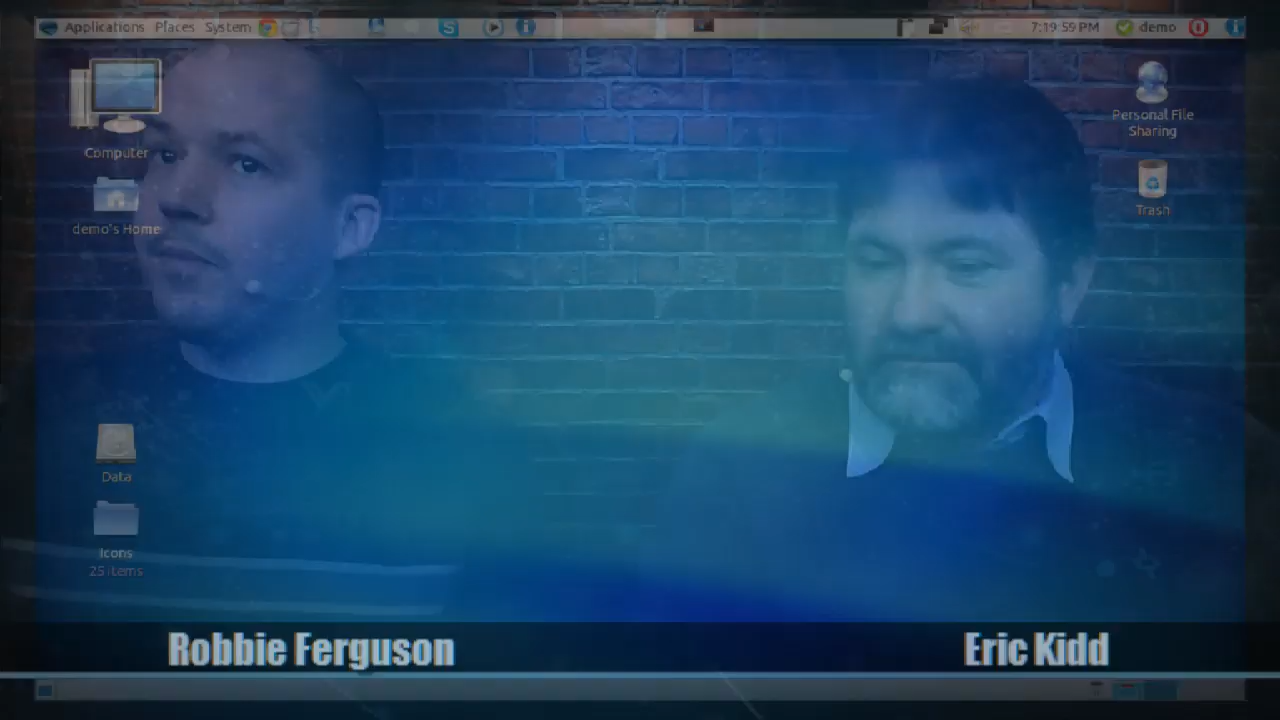 Applications Places System
7:19:59 PM demo
Computer
demo's Home
Personal File
Sharing
Trash
Data
Icons
25 items
Robbie Ferguson
Eric Kidd